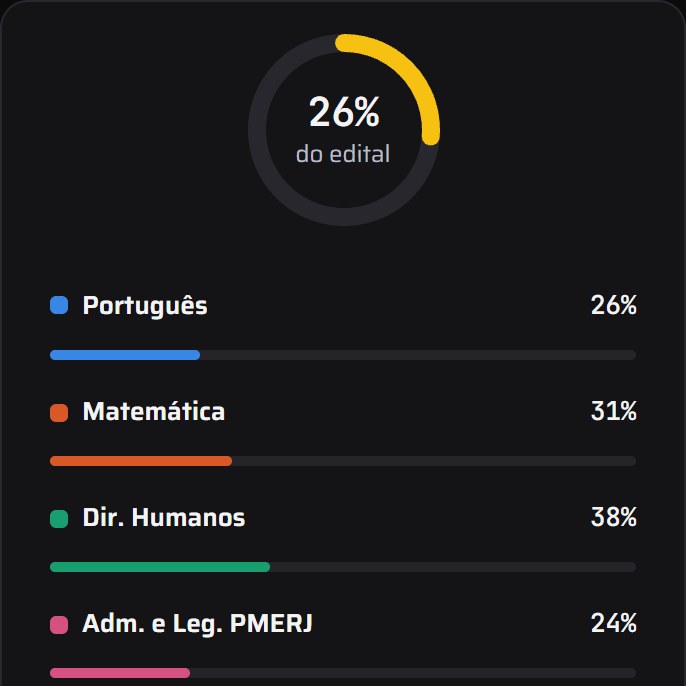 26%
do edital
Português 26%
Matemática 31%
Dir. Humanos 38%
Adm. e Leg. PMERJ 24%